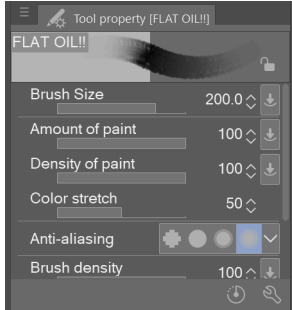 Tool property [FLAT OIL!!]
FLAT OIL!!
Brush Size 200.0
Amount of paint 100
Density of paint 100
Color stretch 50
Anti-aliasing
Brush density 100